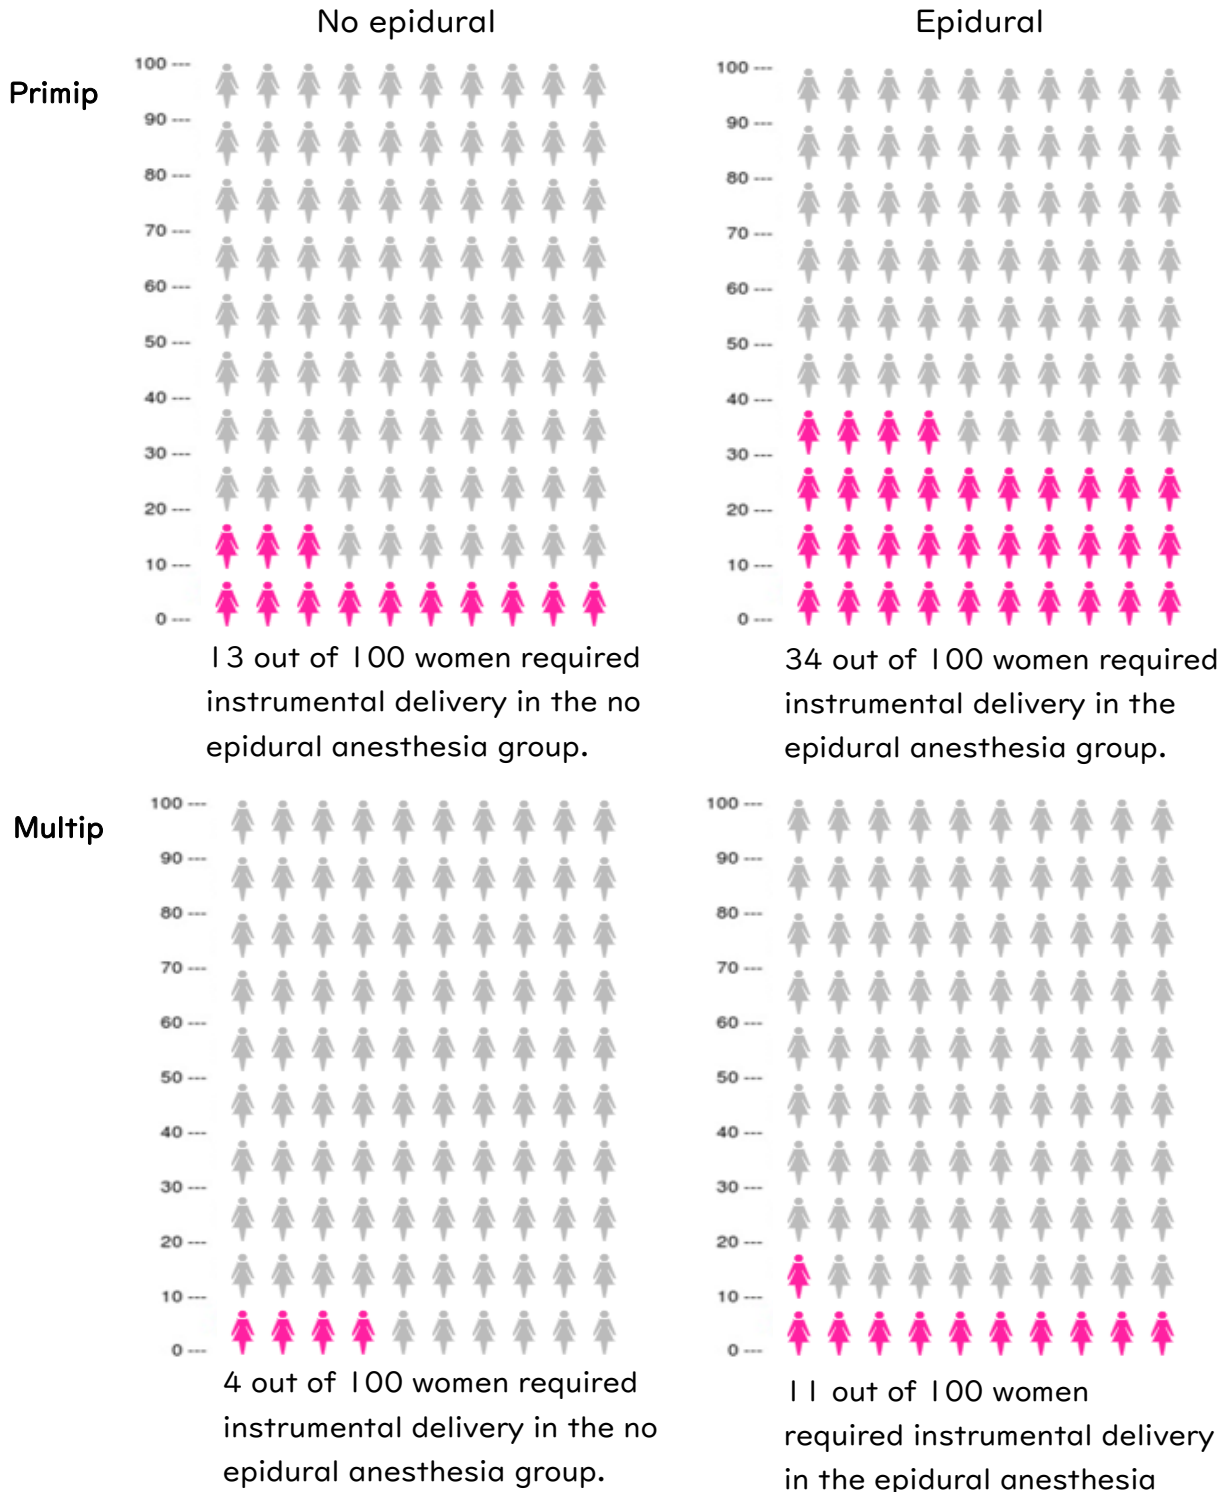 No epidural
Epidural
Primip
100 ---
90 ---
80 ---
70 ---
60 ---
50 ---
40 ---
30 ---
20 ---
10 ---
0 ---
13 out of 100 women required
instrumental delivery in the no
epidural anesthesia group.
100 ---
90 ---
80 ---
70 ---
60 ---
50 ---
40 ---
30 ---
20 ---
10 ---
0 ---
34 out of 100 women required
instrumental delivery in the
epidural anesthesia group.
Multip
100 ---
90 ---
80 ---
70 ---
60 ---
50 ---
40 ---
30 ---
20 ---
10 ---
0 ---
4 out of 100 women required
instrumental delivery in the no
epidural anesthesia group.
100 ---
90 ---
80 ---
70 ---
60 ---
50 ---
40 ---
30 ---
20 ---
10 ---
0 ---
11 out of 100 women
required instrumental delivery
in the epidural anesthesia